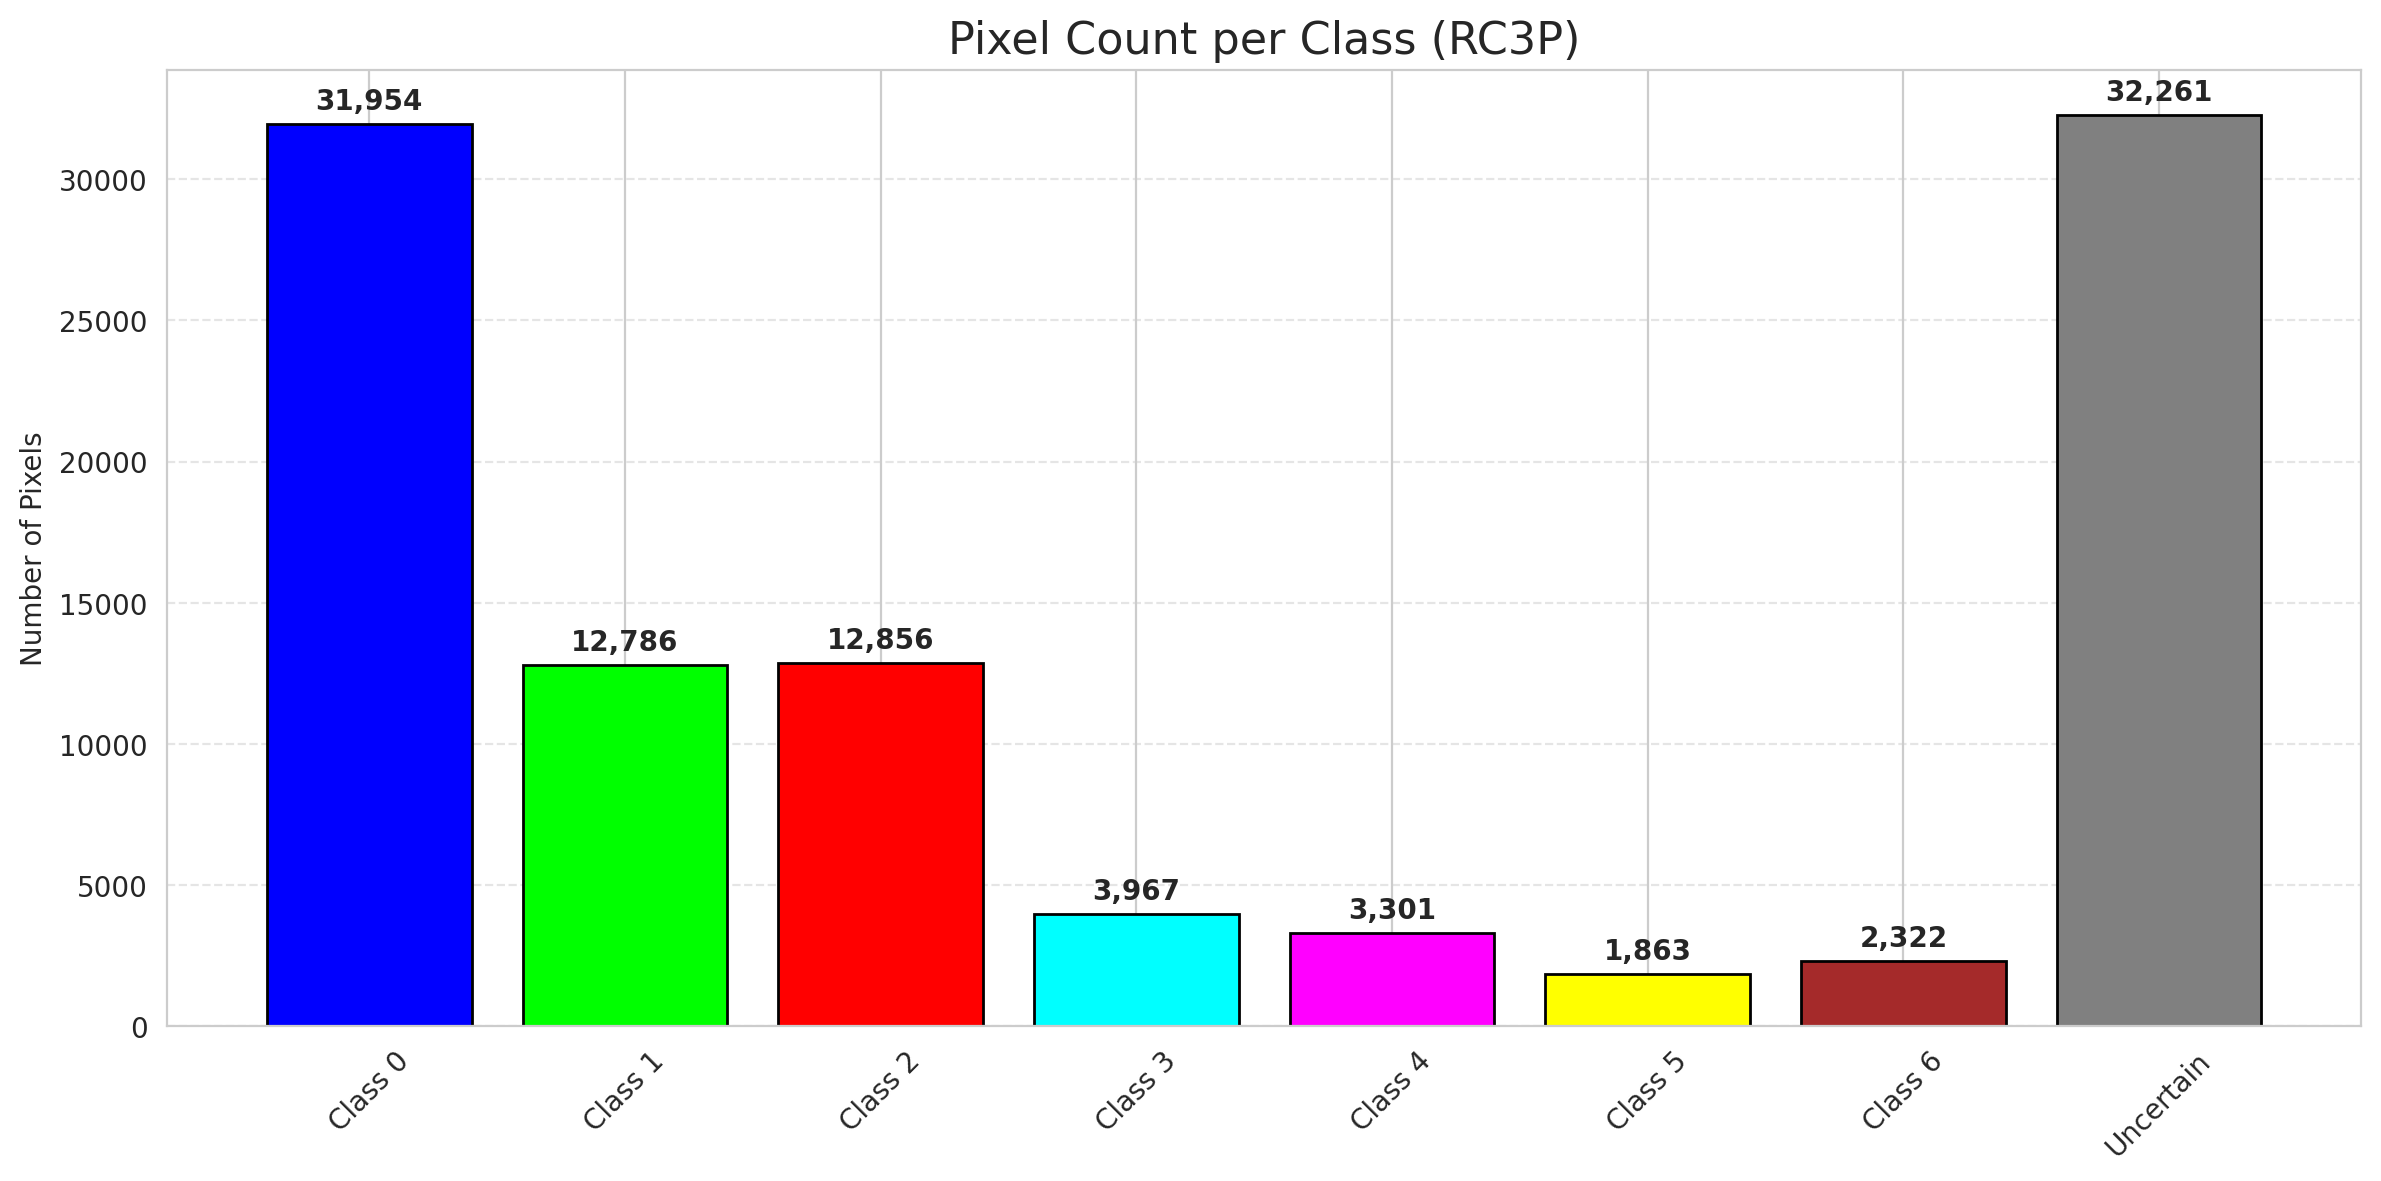 Pixel Count per Class (RC3P)
Number of Pixels
30000
25000
20000
15000
10000
5000
0
31,954
12,786
12,856
3,967
3,301
1,863
2,322
32,261
Class 0
Class 1
Class 2
Class 3
Class 4
Class 5
Class 6
Uncertain